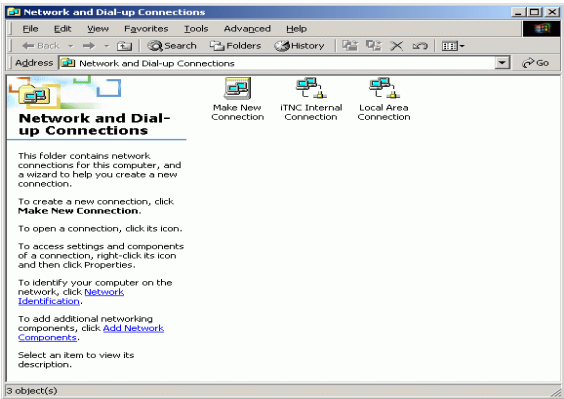 Network and Dial-up Connections
File Edit View Favorites Tools Advanced Help
Back Search Folders History
Address Network and Dial-up Connections Go
Network and Dial-
up Connections
This folder contains network
connections for this computer, and
a wizard to help you create a new
connection.
To create a new connection, click
Make New Connection.
To open a connection, click its icon.
To access settings and components
of a connection, right-click its icon
and then click Properties.
To identify your computer on the
network, click Network
Identification.
To add additional networking
components, click Add Network
Components.
Select an item to view its
description.
Make New
Connection
iTNC Internal
Connection
Local Area
Connection
3 object(s)